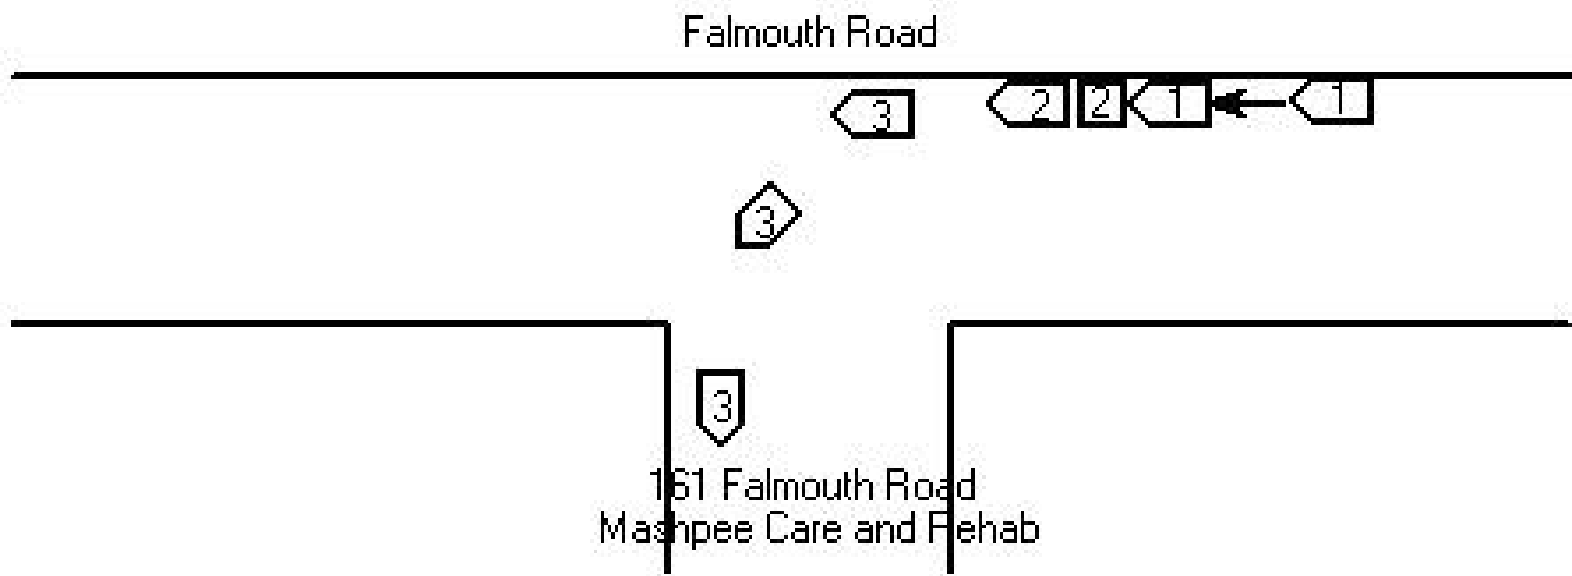 Falmouth Road
3 2 2 1 1
3
3
161 Falmouth Road
Mashpee Care and Rehab